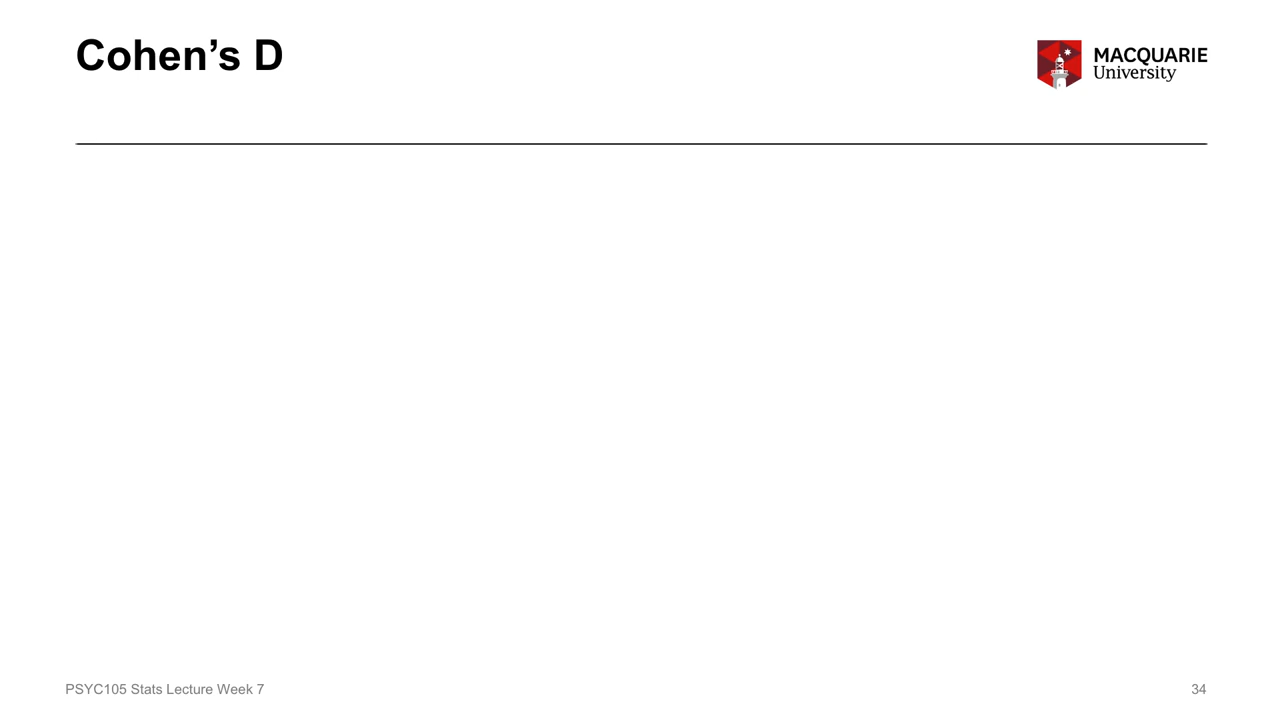 Cohen’s D
MACQUARIE
University
PSYC105 Stats Lecture Week 7
34